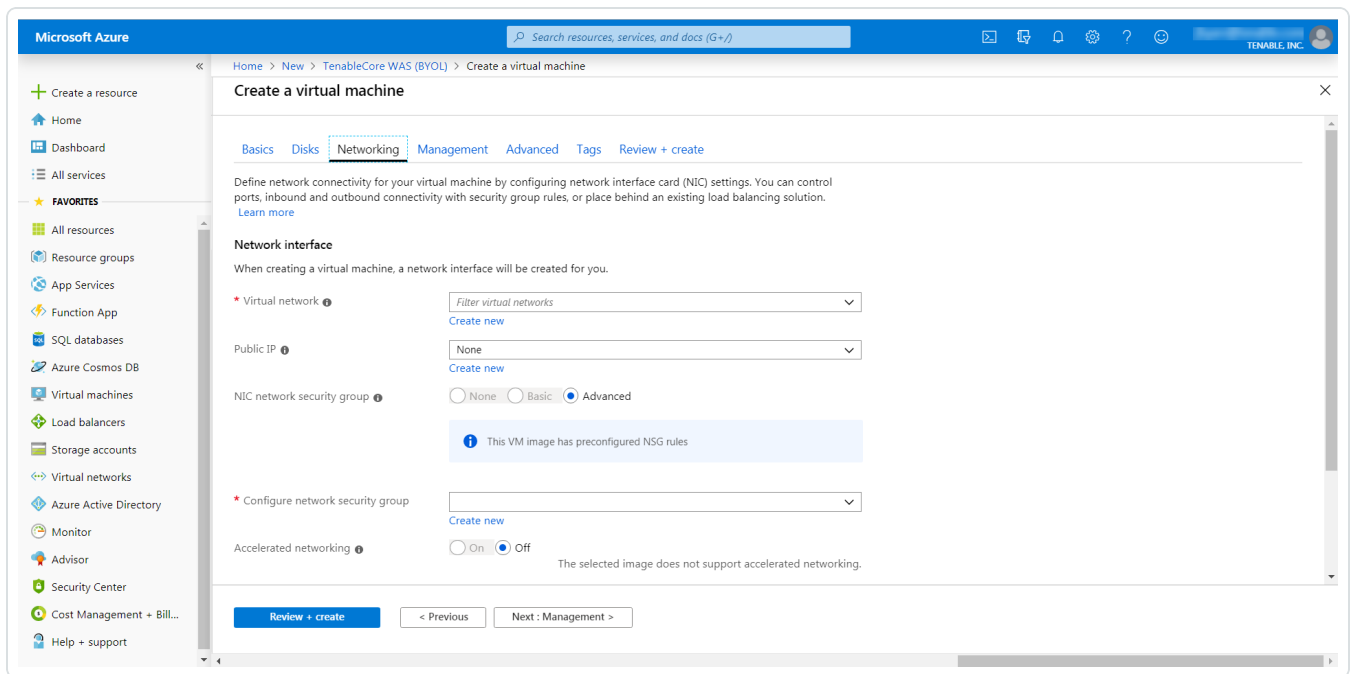 Microsoft Azure
Search resources, services, and docs (G+/)
TENABLE, INC.
«
Home > New > TenableCore WAS (BYOL) > Create a virtual machine
Create a virtual machine
Create a resource
Home
Dashboard
All services
FAVORITES
All resources
Resource groups
App Services
Function App
SQL databases
Azure Cosmos DB
Virtual machines
Load balancers
Storage accounts
Virtual networks
Azure Active Directory
Monitor
Advisor
Security Center
Cost Management + Bill...
Help + support
Basics Disks Networking Management Advanced Tags Review + create
Define network connectivity for your virtual machine by configuring network interface card (NIC) settings. You can control
ports, inbound and outbound connectivity with security group rules, or place behind an existing load balancing solution.
Learn more
Network interface
When creating a virtual machine, a network interface will be created for you.
* Virtual network
Filter virtual networks
Create new
Public IP
None
Create new
NIC network security group
None Basic Advanced
This VM image has preconfigured NSG rules
* Configure network security group
Create new
Accelerated networking
On Off
The selected image does not support accelerated networking.
Review + create
< Previous
Next : Management >